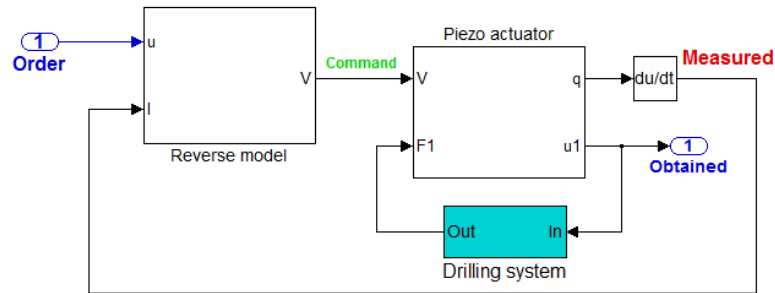 1
Order
u
I
V
Reverse model
Command
Piezo actuator
V
F1
q
u1
du/dt
Measured
1
Obtained
Out
In
Drilling system